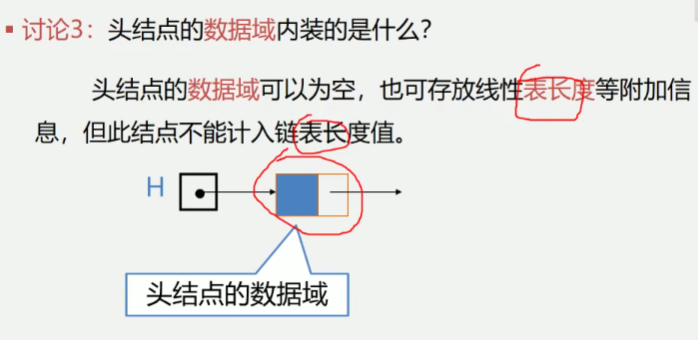 ▪ 讨论3：头结点的数据域内装的是什么？
头结点的数据域可以为空，也可存放线性表长度等附加信
息，但此结点不能计入链表长度值。
H
头结点的数据域